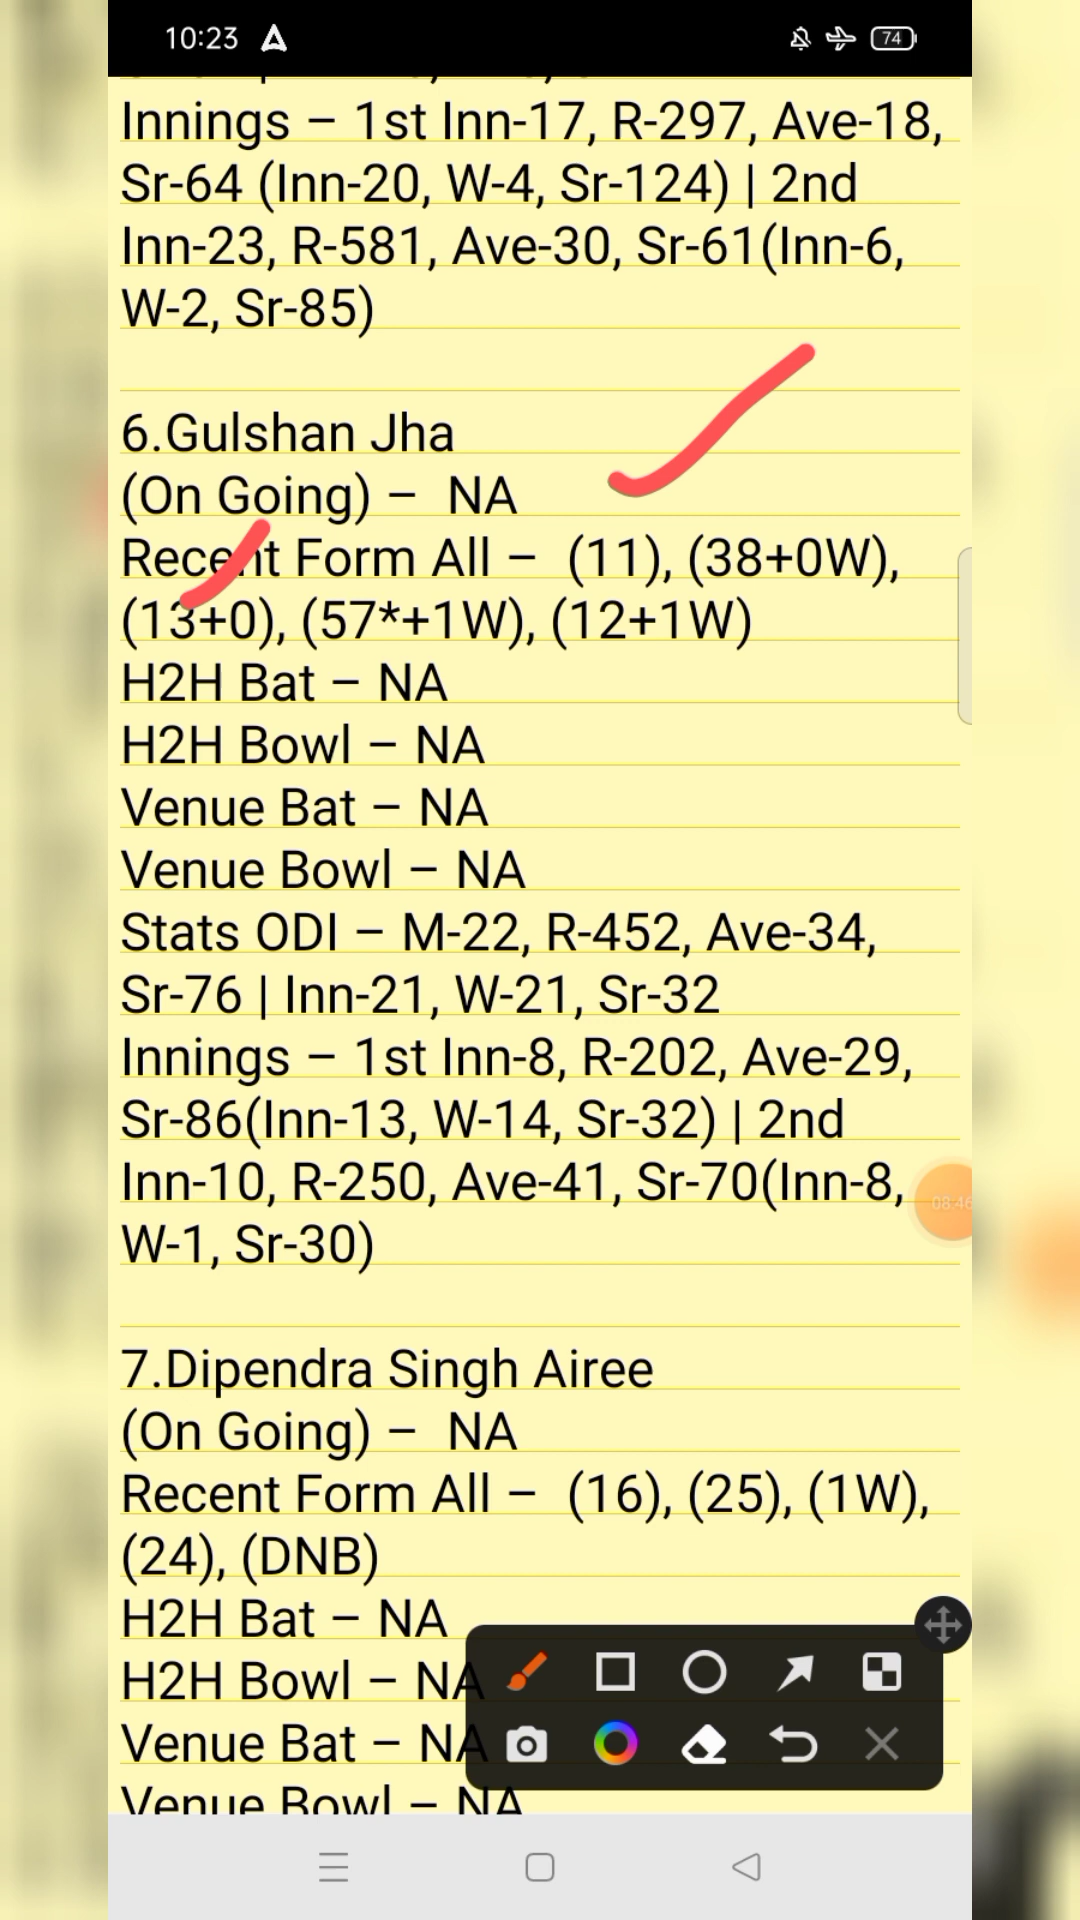 10:23
74
Innings – 1st Inn-17, R-297, Ave-18,
Sr-64 (Inn-20, W-4, Sr-124) | 2nd
Inn-23, R-581, Ave-30, Sr-61(Inn-6,
W-2, Sr-85)
6.Gulshan Jha
(On Going) – NA
Recent Form All – (11), (38+0W),
(13+0), (57*+1W), (12+1W)
H2H Bat – NA
H2H Bowl – NA
Venue Bat – NA
Venue Bowl – NA
Stats ODI – M-22, R-452, Ave-34,
Sr-76 | Inn-21, W-21, Sr-32
Innings – 1st Inn-8, R-202, Ave-29,
Sr-86(Inn-13, W-14, Sr-32) | 2nd
Inn-10, R-250, Ave-41, Sr-70(Inn-8,
08:46
W-1, Sr-30)
7.Dipendra Singh Airee
(On Going) – NA
Recent Form All – (16), (25), (1W),
(24), (DNB)
H2H Bat – NA
H2H Bowl – NA
Venue Bat – NA
Venue Bowl – NA